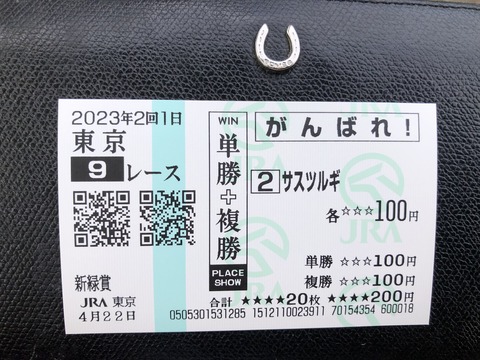 2023年2回1日
東京
9レース
新緑賞
JRA 東京
4月22日
WIN
単勝+複勝
PLACE
SHOW
がんばれ!
2 サスツルギ
各☆☆☆100円
単勝 ☆☆☆100円
複勝 ☆☆☆100円
合計 ★★★★20枚 ★★★★200円
0505301531285 1512110023911 70154354 600018
JRA
JRA